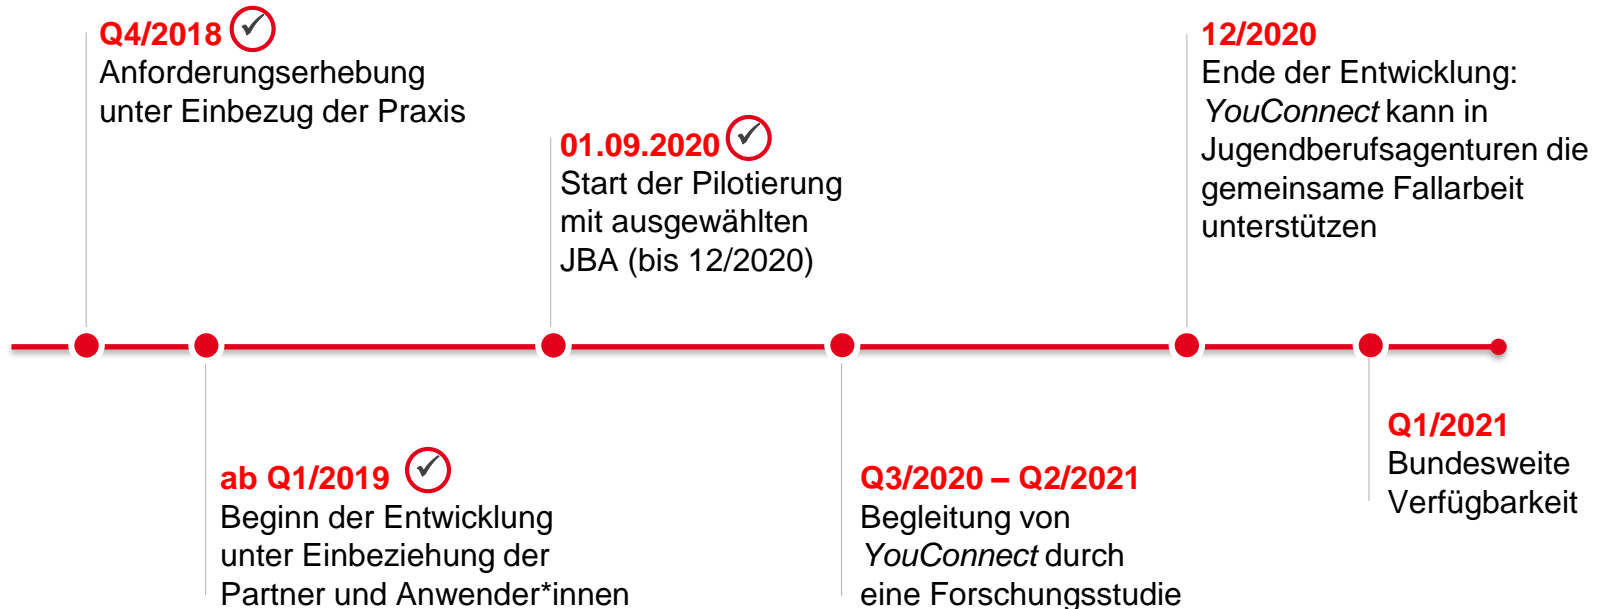 Q4/2018
Anforderungserhebung
unter Einbezug der Praxis
ab Q1/2019
Beginn der Entwicklung
unter Einbeziehung der
Partner und Anwender*innen
01.09.2020
Start der Pilotierung
mit ausgewählten
JBA (bis 12/2020)
Q3/2020 – Q2/2021
Begleitung von
YouConnect durch
eine Forschungsstudie
12/2020
Ende der Entwicklung:
YouConnect kann in
Jugendberufsagenturen die
gemeinsame Fallarbeit
unterstützen
Q1/2021
Bundesweite
Verfügbarkeit